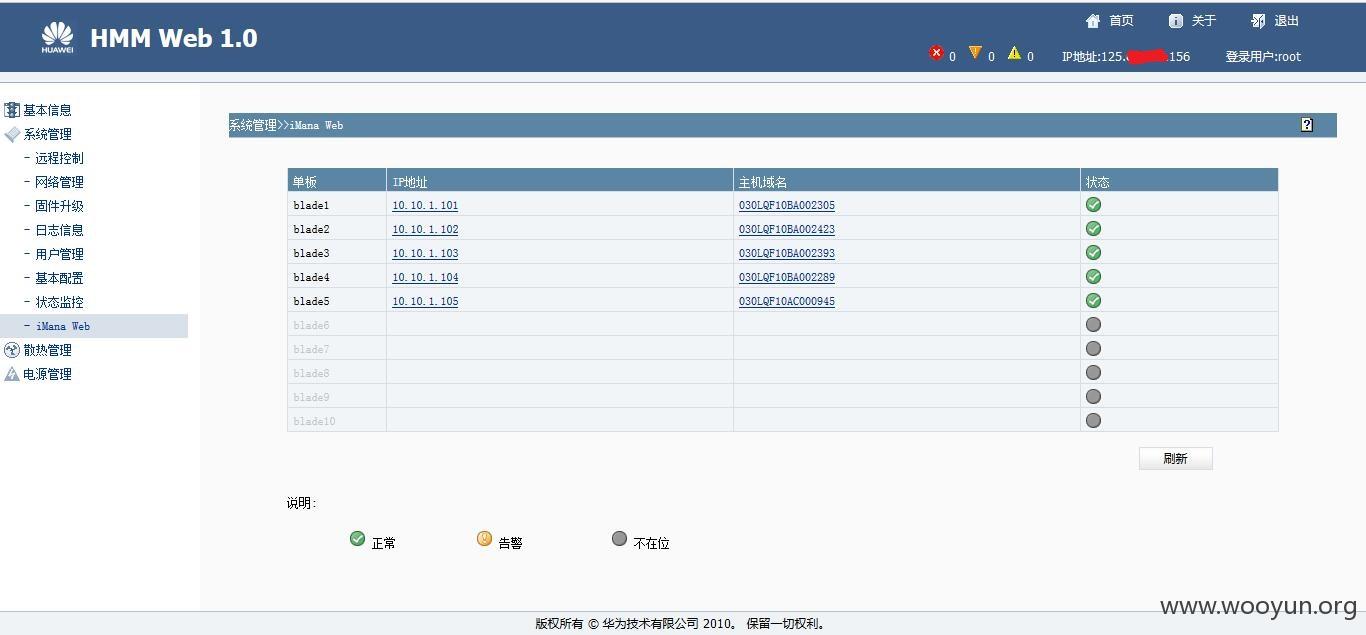 首页 关于 退出
HUAWEI HMM Web 1.0
0 0 0 IP地址:125. .156 登录用户:root
基本信息
系统管理
- 远程控制
- 网络管理
- 固件升级
- 日志信息
- 用户管理
- 基本配置
- 状态监控
- iMana Web
散热管理
电源管理
系统管理>>iMana Web
单板 IP地址 主机域名 状态
blade1 10.10.1.101 030LQF10BA002305
blade2 10.10.1.102 030LQF10BA002423
blade3 10.10.1.103 030LQF10BA002393
blade4 10.10.1.104 030LQF10BA002289
blade5 10.10.1.105 030LQF10AC000945
blade6
blade7
blade8
blade9
blade10
刷新
说明:
正常 告警 不在位
www.wooyun.org
版权所有 © 华为技术有限公司 2010。 保留一切权利。